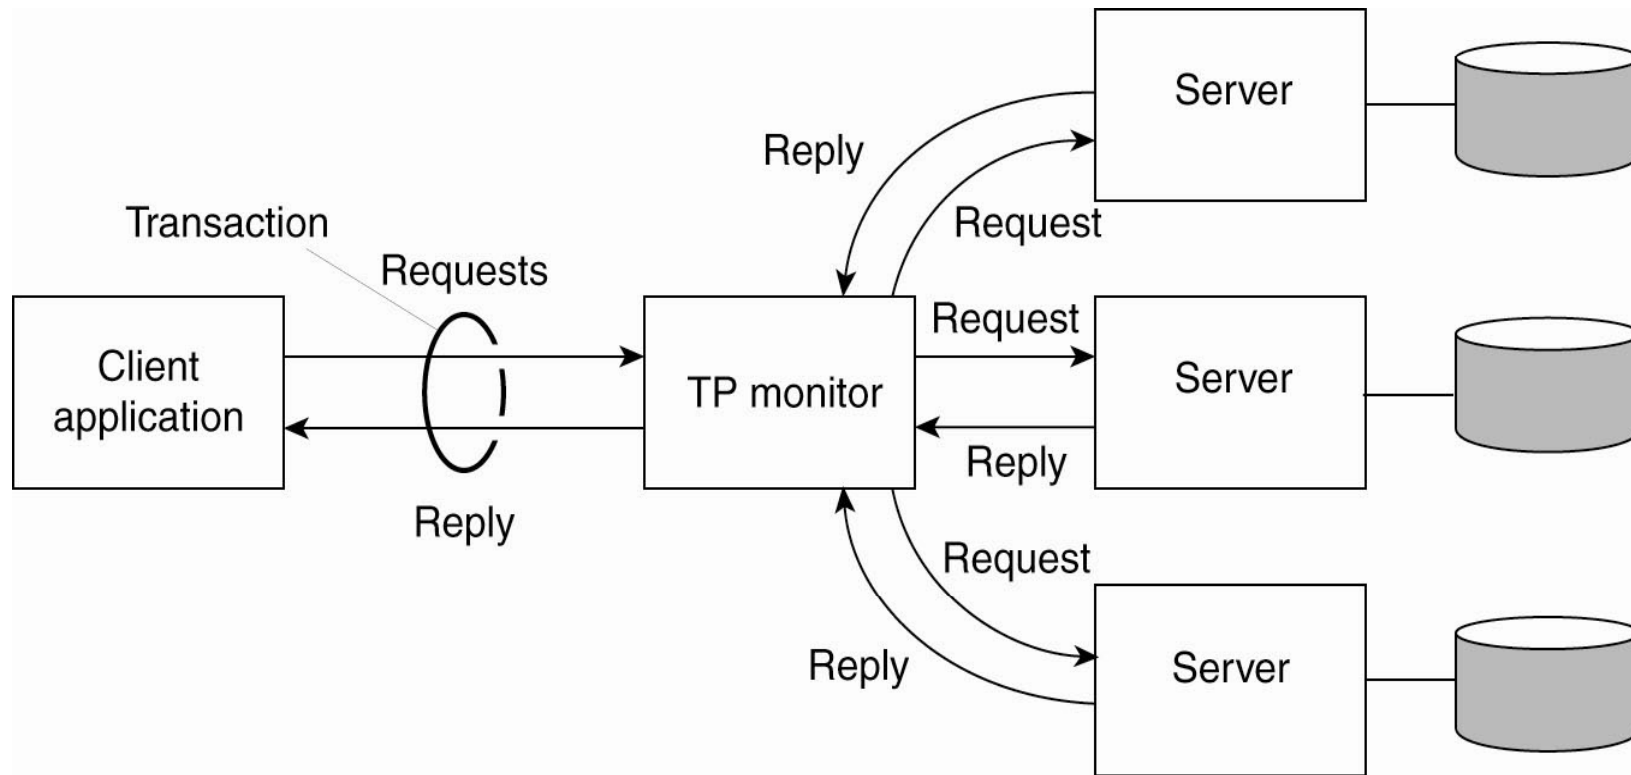 Server
Reply
Transaction
Request
Requests
Request
Client
application
TP monitor
Server
Reply
Reply
Request
Reply
Server